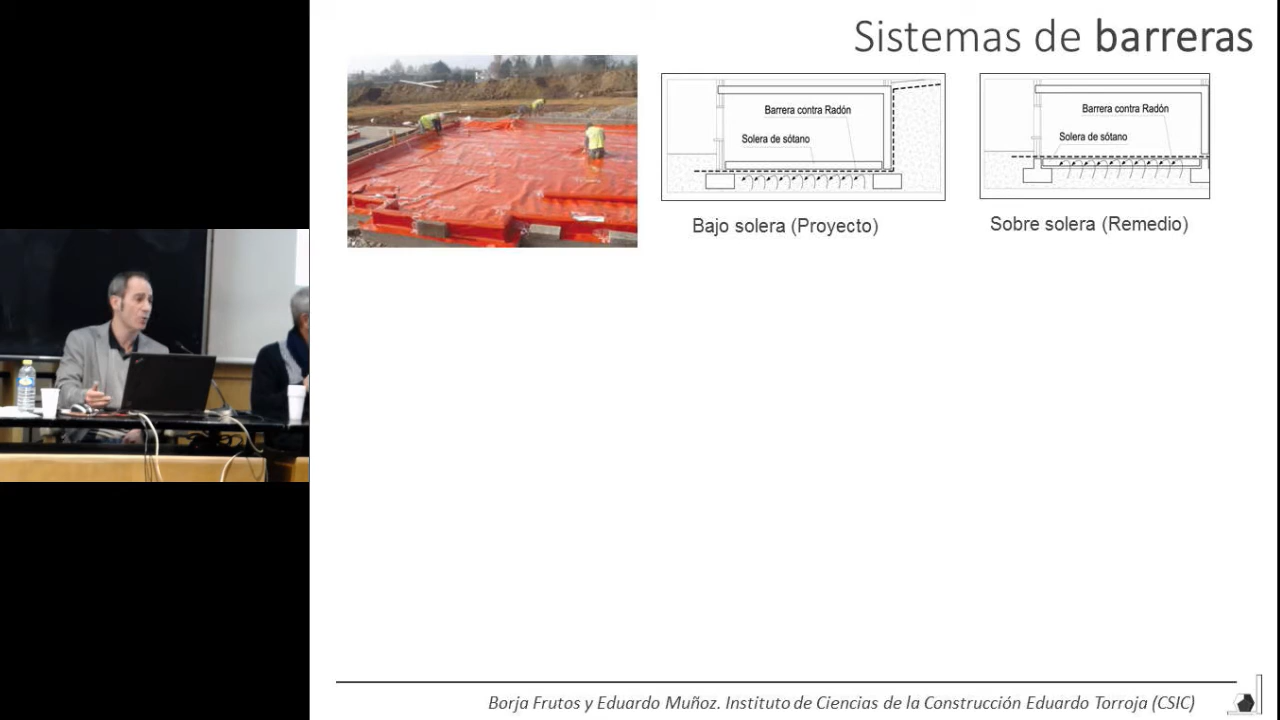 Sistemas de barreras
Barrera contra Radón
Solera de sótano
Bajo solera (Proyecto)
Barrera contra Radón
Solera de sótano
Sobre solera (Remedio)
Borja Frutos y Eduardo Muñoz. Instituto de Ciencias de la Construcción Eduardo Torroja (CSIC)